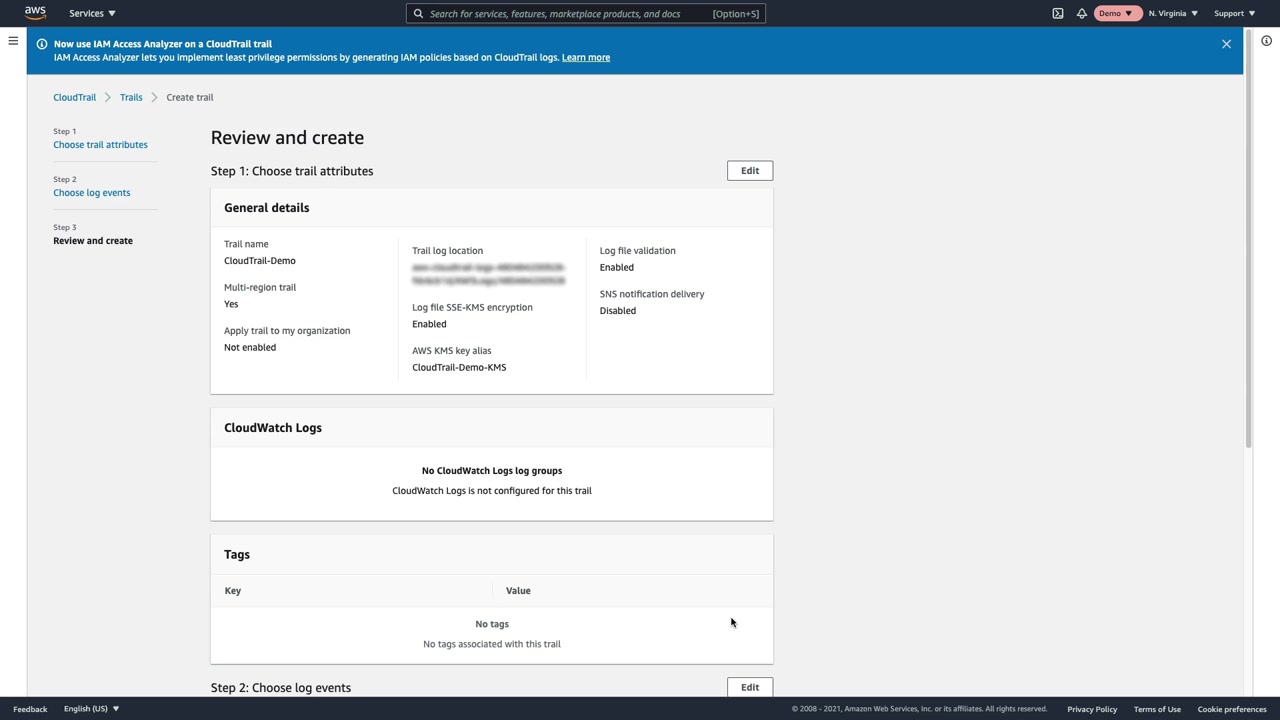 aws
Services
Search for services, features, marketplace products, and docs
[Option+S]
Demo
N. Virginia
Support
Now use IAM Access Analyzer on a CloudTrail trail
IAM Access Analyzer lets you implement least privilege permissions by generating IAM policies based on CloudTrail logs. Learn more
CloudTrail
Trails
Create trail
Step 1
Choose trail attributes
Step 2
Choose log events
Step 3
Review and create
Review and create
Step 1: Choose trail attributes
Edit
General details
Trail name
CloudTrail-Demo
Multi-region trail
Yes
Apply trail to my organization
Not enabled
Trail log location
Log file SSE-KMS encryption
Enabled
AWS KMS key alias
CloudTrail-Demo-KMS
Log file validation
Enabled
SNS notification delivery
Disabled
CloudWatch Logs
No CloudWatch Logs log groups
CloudWatch Logs is not configured for this trail
Tags
Key
Value
No tags
No tags associated with this trail
Step 2: Choose log events
Edit
Feedback
English (US)
© 2008 - 2021, Amazon Web Services, Inc. or its affiliates. All rights reserved.
Privacy Policy
Terms of Use
Cookie preferences